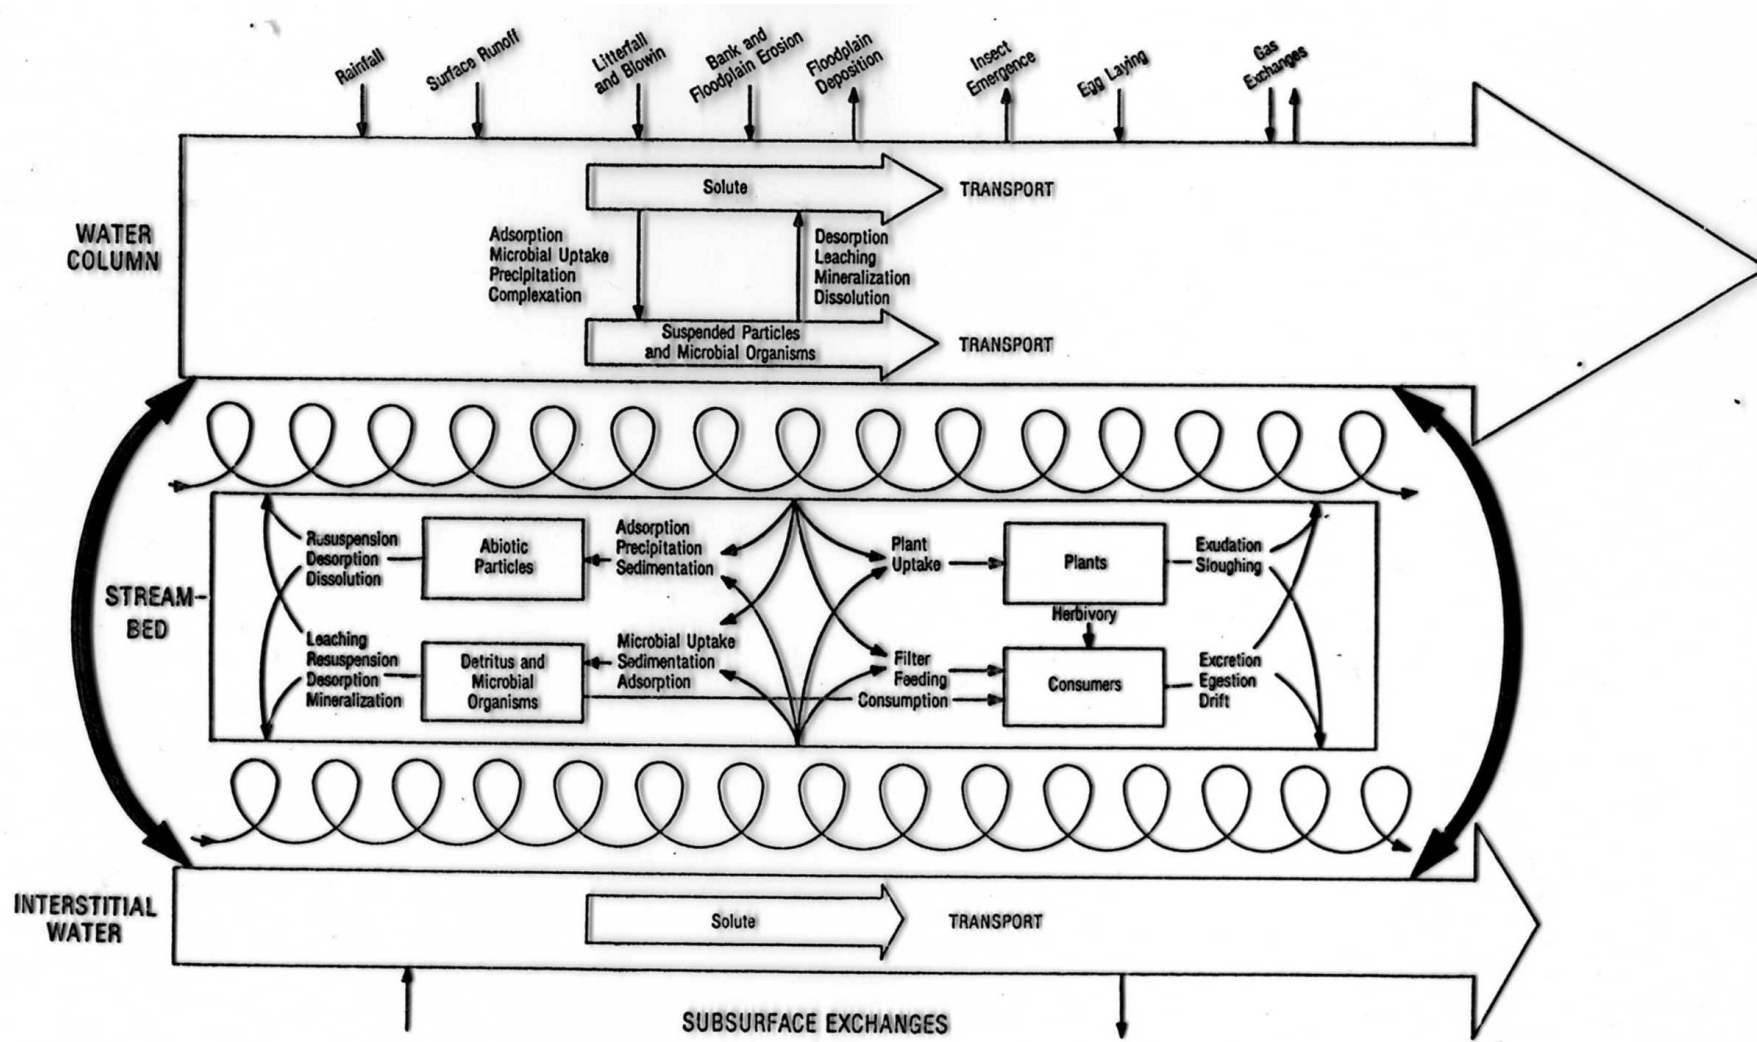 Rainfall
Surface Runoff
Litterfall
and Blowin
Bank and
Floodplain Erosion
Floodplain
Deposition
Insect
Emergence
Egg Laying
Gas
Exchanges
WATER
COLUMN
Solute
TRANSPORT
Adsorption
Microbial Uptake
Precipitation
Complexation
Desorption
Leaching
Mineralization
Dissolution
Suspended Particles
and Microbial Organisms
TRANSPORT
STREAM-
BED
Resuspension
Desorption
Dissolution
Abiotic
Particles
Adsorption
Precipitation
Sedimentation
Plant
Uptake
Plants
Exudation
Sloughing
Herbivory
Leaching
Resuspension
Desorption
Mineralization
Detritus and
Microbial
Organisms
Microbial Uptake
Sedimentation
Adsorption
Filter
Feeding
Consumption
Consumers
Excretion
Egestion
Drift
INTERSTITIAL
WATER
Solute
TRANSPORT
SUBSURFACE EXCHANGES